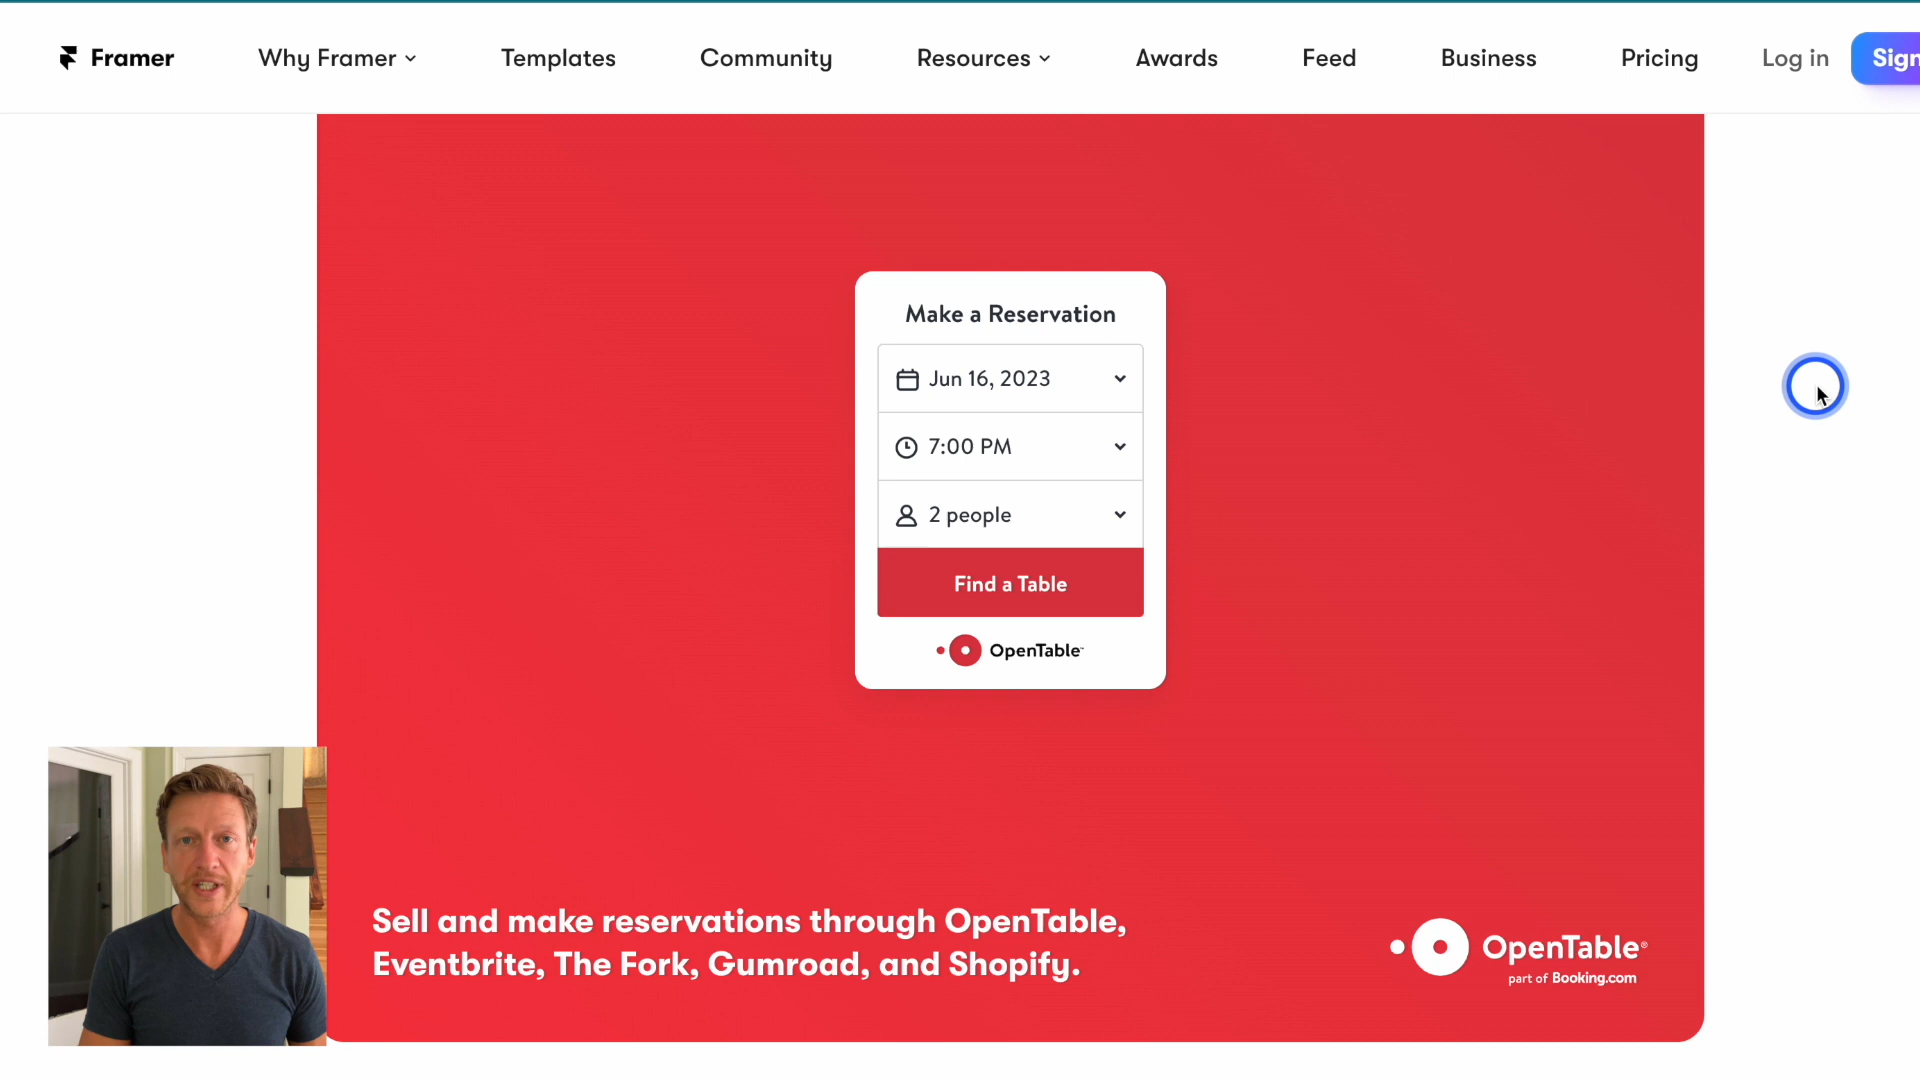 Framer
Why Framer
Templates
Community
Resources
Awards
Feed
Business
Pricing
Log in
Sign
Make a Reservation
Jun 16, 2023
7:00 PM
2 people
Find a Table
OpenTable™
Sell and make reservations through OpenTable,
Eventbrite, The Fork, Gumroad, and Shopify.
OpenTable®
part of Booking.com